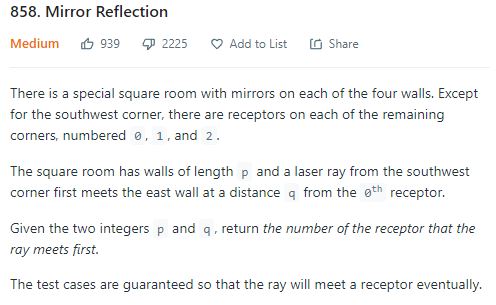 858. Mirror Reflection
Medium 939 2225 Add to List Share
There is a special square room with mirrors on each of the four walls. Except
for the southwest corner, there are receptors on each of the remaining
corners, numbered 0, 1, and 2.
The square room has walls of length p and a laser ray from the southwest
corner first meets the east wall at a distance q from the 0th receptor.
Given the two integers p and q, return the number of the receptor that the
ray meets first.
The test cases are guaranteed so that the ray will meet a receptor eventually.